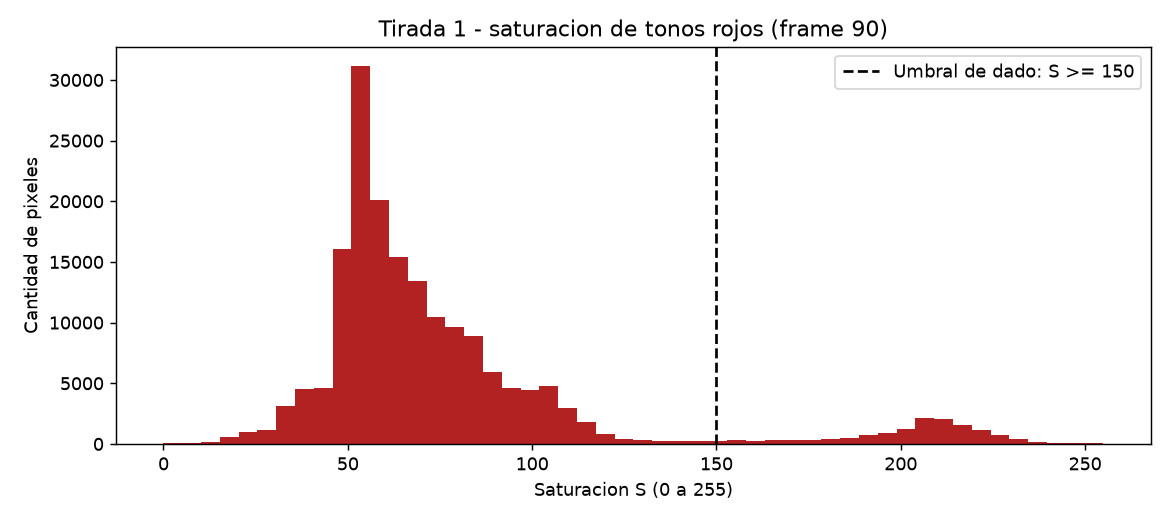 Tirada 1 - saturacion de tonos rojos (frame 90)
Umbral de dado: S >= 150
Cantidad de pixeles
30000
25000
20000
15000
10000
5000
0
0 50 100 150 200 250
Saturacion S (0 a 255)